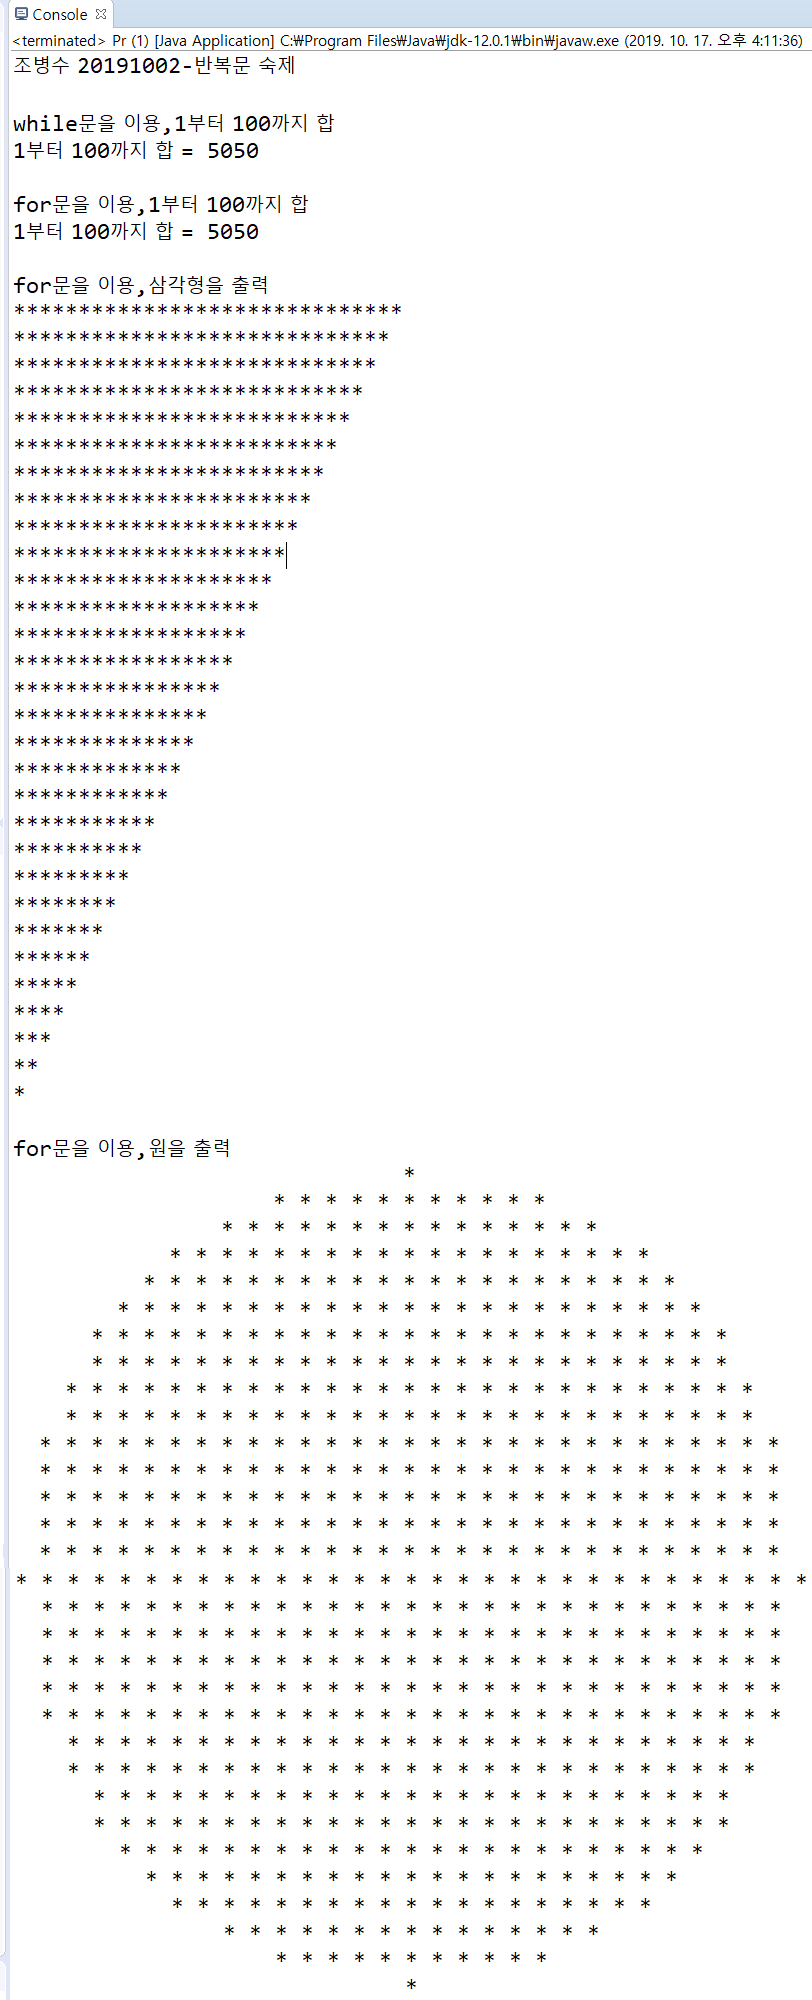 Console
<terminated> Pr (1) [Java Application] C:₩Program Files₩Java₩jdk-12.0.1₩bin₩javaw.exe (2019. 10. 17. 오후 4:11:36)
조병수 20191002-반복문 숙제
while문을 이용,1부터 100까지 합
1부터 100까지 합 = 5050
for문을 이용,1부터 100까지 합
1부터 100까지 합 = 5050
for문을 이용,삼각형을 출력
******************************
*****************************
****************************
***************************
**************************
*************************
************************
***********************
**********************
*********************
********************
*******************
******************
*****************
****************
***************
**************
*************
************
***********
**********
*********
********
*******
******
*****
****
***
**
*
for문을 이용,원을 출력
                              *
                    * * * * * * * * * * *
                * * * * * * * * * * * * * * *
            * * * * * * * * * * * * * * * * * * *
          * * * * * * * * * * * * * * * * * * * * *
        * * * * * * * * * * * * * * * * * * * * * * *
      * * * * * * * * * * * * * * * * * * * * * * * * *
      * * * * * * * * * * * * * * * * * * * * * * * * *
    * * * * * * * * * * * * * * * * * * * * * * * * * * *
    * * * * * * * * * * * * * * * * * * * * * * * * * * *
  * * * * * * * * * * * * * * * * * * * * * * * * * * * * *
  * * * * * * * * * * * * * * * * * * * * * * * * * * * * *
  * * * * * * * * * * * * * * * * * * * * * * * * * * * * *
  * * * * * * * * * * * * * * * * * * * * * * * * * * * * *
  * * * * * * * * * * * * * * * * * * * * * * * * * * * * *
* * * * * * * * * * * * * * * * * * * * * * * * * * * * * * *
  * * * * * * * * * * * * * * * * * * * * * * * * * * * * *
  * * * * * * * * * * * * * * * * * * * * * * * * * * * * *
  * * * * * * * * * * * * * * * * * * * * * * * * * * * * *
  * * * * * * * * * * * * * * * * * * * * * * * * * * * * *
  * * * * * * * * * * * * * * * * * * * * * * * * * * * * *
    * * * * * * * * * * * * * * * * * * * * * * * * * * *
    * * * * * * * * * * * * * * * * * * * * * * * * * * *
      * * * * * * * * * * * * * * * * * * * * * * * * *
      * * * * * * * * * * * * * * * * * * * * * * * * *
        * * * * * * * * * * * * * * * * * * * * * * *
          * * * * * * * * * * * * * * * * * * * * *
            * * * * * * * * * * * * * * * * * * *
                * * * * * * * * * * * * * * *
                    * * * * * * * * * * *
                              *